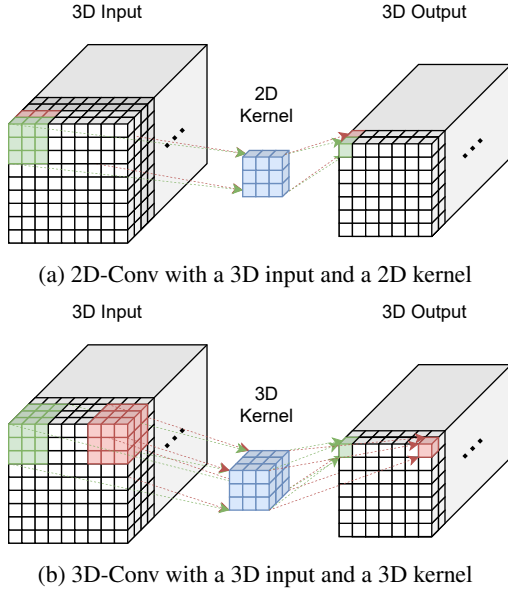 3D Input
3D Output
2D
Kernel
(a) 2D-Conv with a 3D input and a 2D kernel
3D Input
3D Output
3D
Kernel
(b) 3D-Conv with a 3D input and a 3D kernel